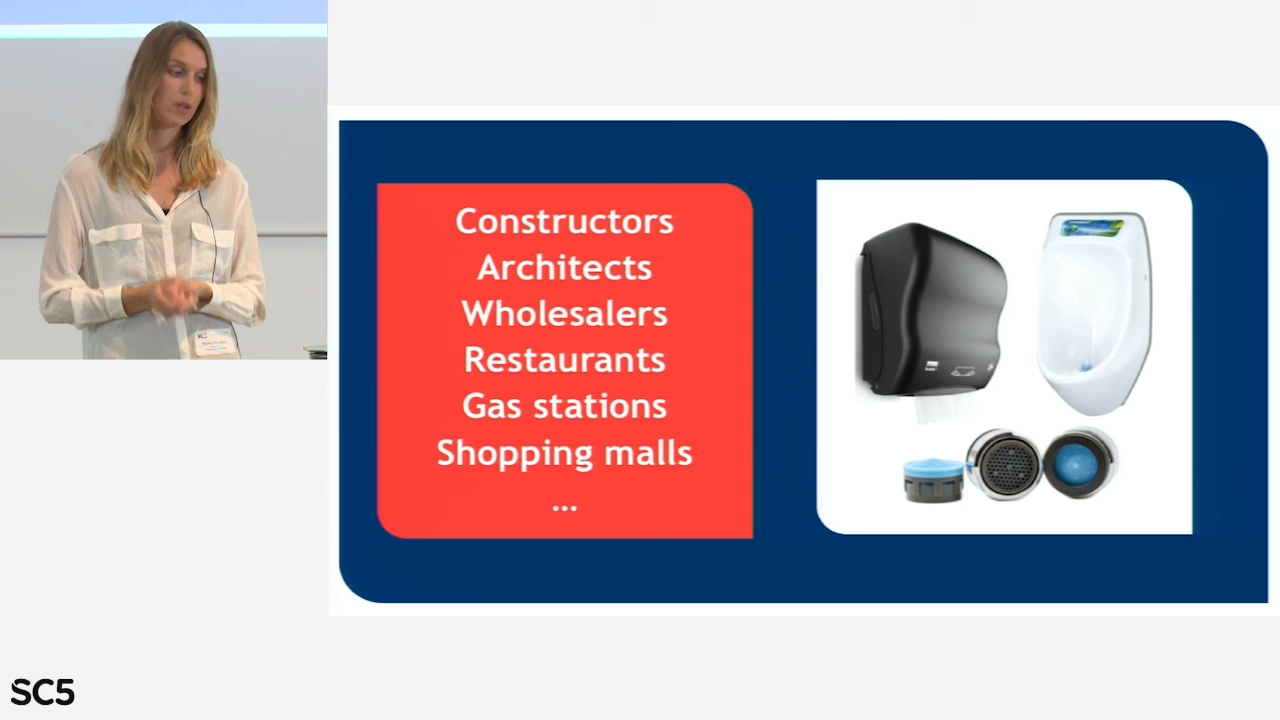 Constructors
Architects
Wholesalers
Restaurants
Gas stations
Shopping malls
...
SC5